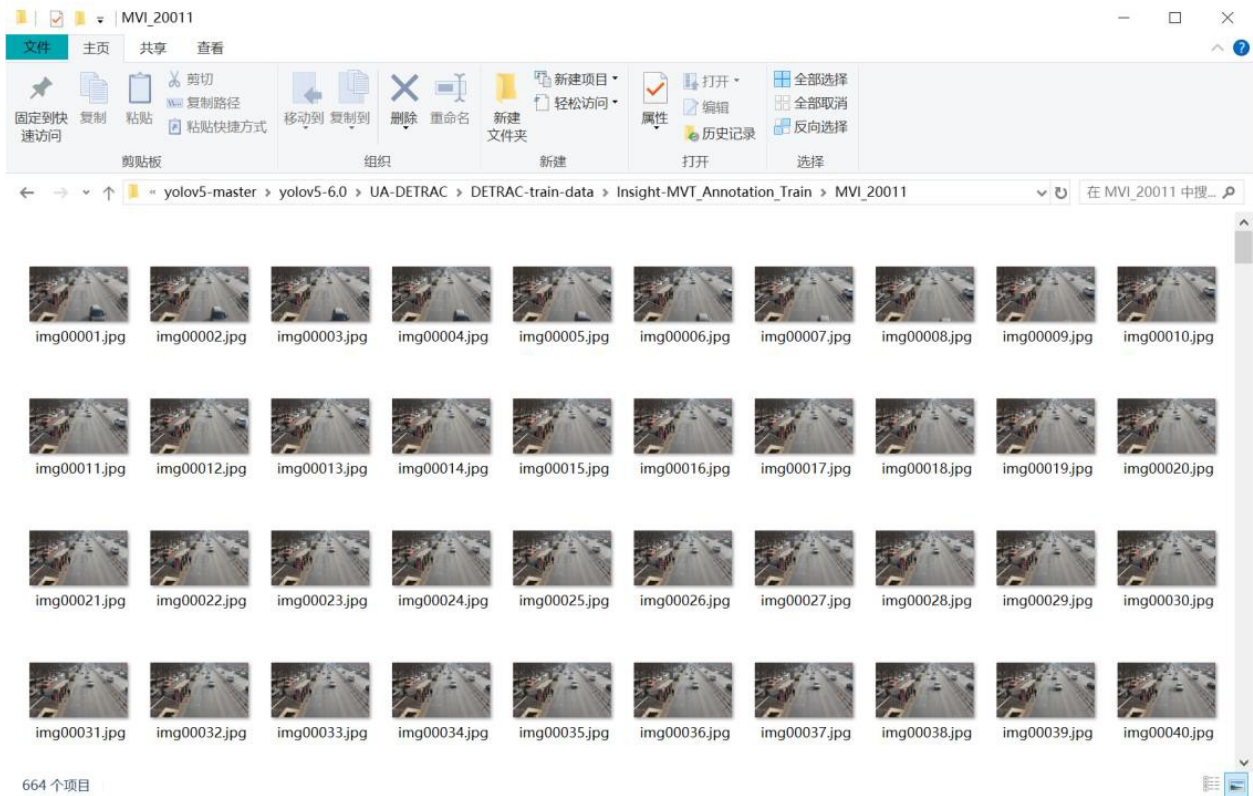 MVI_20011
文件 主页 共享 查看
固定到快速访问
复制
粘贴
剪切
复制路径
粘贴快捷方式
剪贴板
移动到
复制到
删除
重命名
组织
新建文件夹
新建项目
轻松访问
新建
属性
打开
编辑
历史记录
打开
全部选择
全部取消
反向选择
选择
« yolov5-master > yolov5-6.0 > UA-DETRAC > DETRAC-train-data > Insight-MVT_Annotation_Train > MVI_20011
在 MVI_20011 中搜...
img00001.jpg img00002.jpg img00003.jpg img00004.jpg img00005.jpg img00006.jpg img00007.jpg img00008.jpg img00009.jpg img00010.jpg
img00011.jpg img00012.jpg img00013.jpg img00014.jpg img00015.jpg img00016.jpg img00017.jpg img00018.jpg img00019.jpg img00020.jpg
img00021.jpg img00022.jpg img00023.jpg img00024.jpg img00025.jpg img00026.jpg img00027.jpg img00028.jpg img00029.jpg img00030.jpg
img00031.jpg img00032.jpg img00033.jpg img00034.jpg img00035.jpg img00036.jpg img00037.jpg img00038.jpg img00039.jpg img00040.jpg
664 个项目